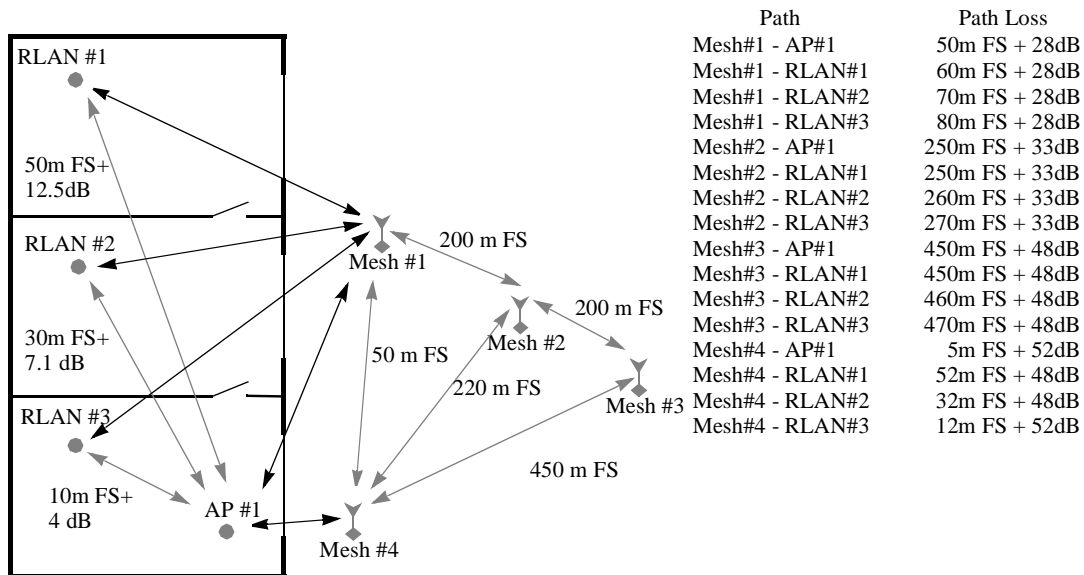 RLAN #1
50m FS+
12.5dB
RLAN #2
30m FS+
7.1 dB
RLAN #3
10m FS+
4 dB
AP #1
Mesh #1
200 m FS
Mesh #2
200 m FS
50 m FS
220 m FS
Mesh #3
450 m FS
Mesh #4
Path Path Loss
Mesh#1 - AP#1 50m FS + 28dB
Mesh#1 - RLAN#1 60m FS + 28dB
Mesh#1 - RLAN#2 70m FS + 28dB
Mesh#1 - RLAN#3 80m FS + 28dB
Mesh#2 - AP#1 250m FS + 33dB
Mesh#2 - RLAN#1 250m FS + 33dB
Mesh#2 - RLAN#2 260m FS + 33dB
Mesh#2 - RLAN#3 270m FS + 33dB
Mesh#3 - AP#1 450m FS + 48dB
Mesh#3 - RLAN#1 450m FS + 48dB
Mesh#3 - RLAN#2 460m FS + 48dB
Mesh#3 - RLAN#3 470m FS + 48dB
Mesh#4 - AP#1 5m FS + 52dB
Mesh#4 - RLAN#1 52m FS + 48dB
Mesh#4 - RLAN#2 32m FS + 48dB
Mesh#4 - RLAN#3 12m FS + 52dB